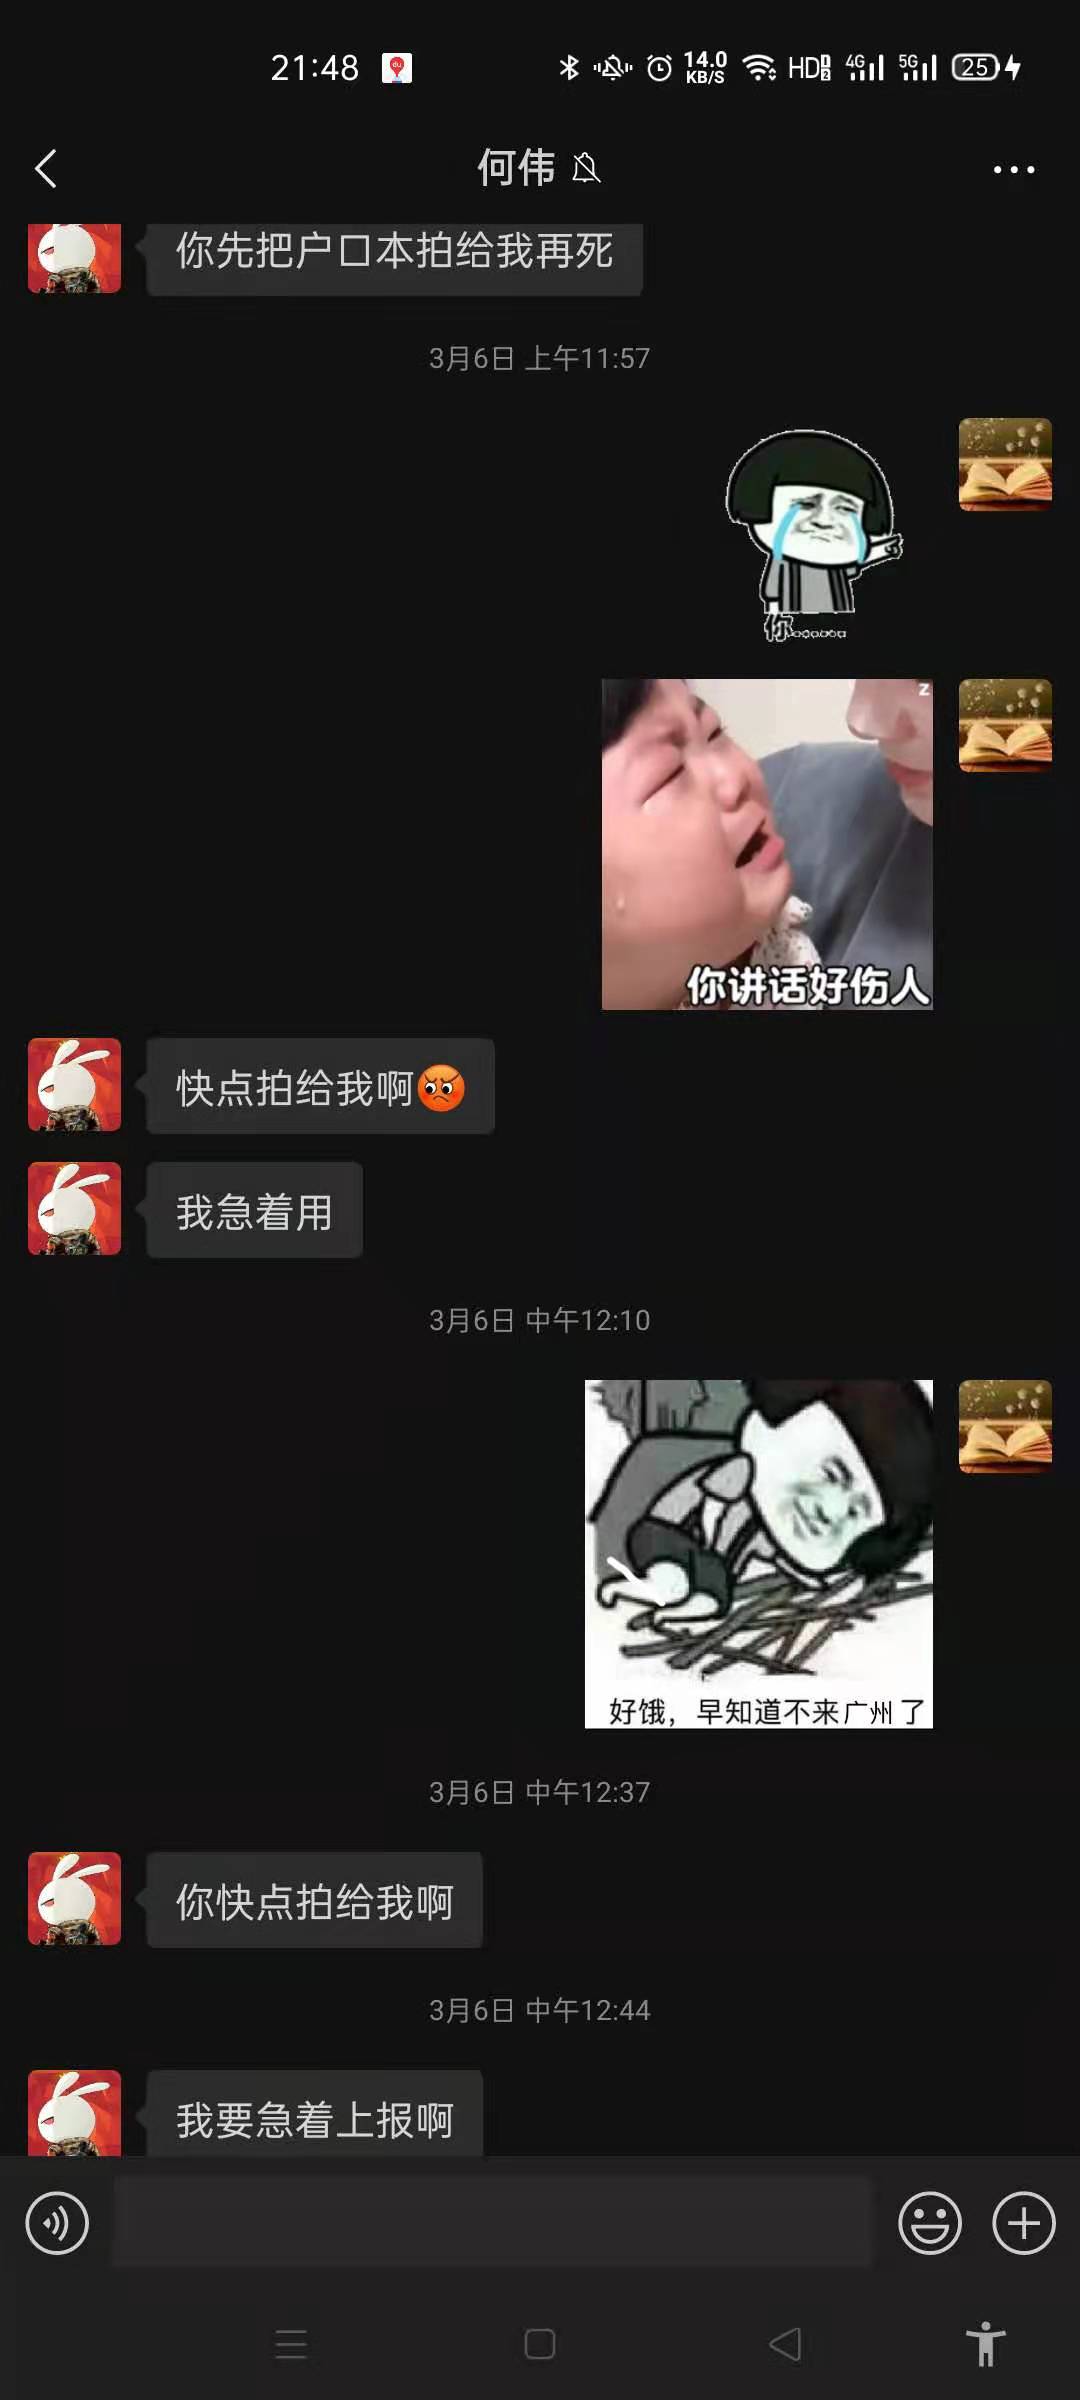 21:48
du
14.0
KB/S
HD
2
4G
5G
25
何伟
你先把户口本拍给我再死
3月6日 上午11:57
你……
z
你讲话好伤人
快点拍给我啊
我急着用
3月6日 中午12:10
好饿，早知道不来广州了
3月6日 中午12:37
你快点拍给我啊
3月6日 中午12:44
我要急着上报啊